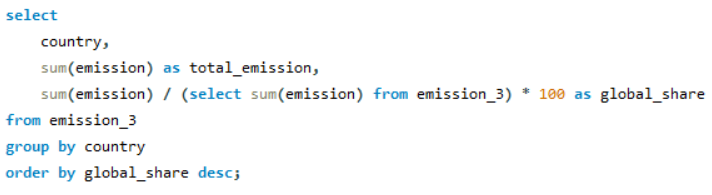 select
country,
sum(emission) as total_emission,
sum(emission) / (select sum(emission) from emission_3) * 100 as global_share
from emission_3
group by country
order by global_share desc;